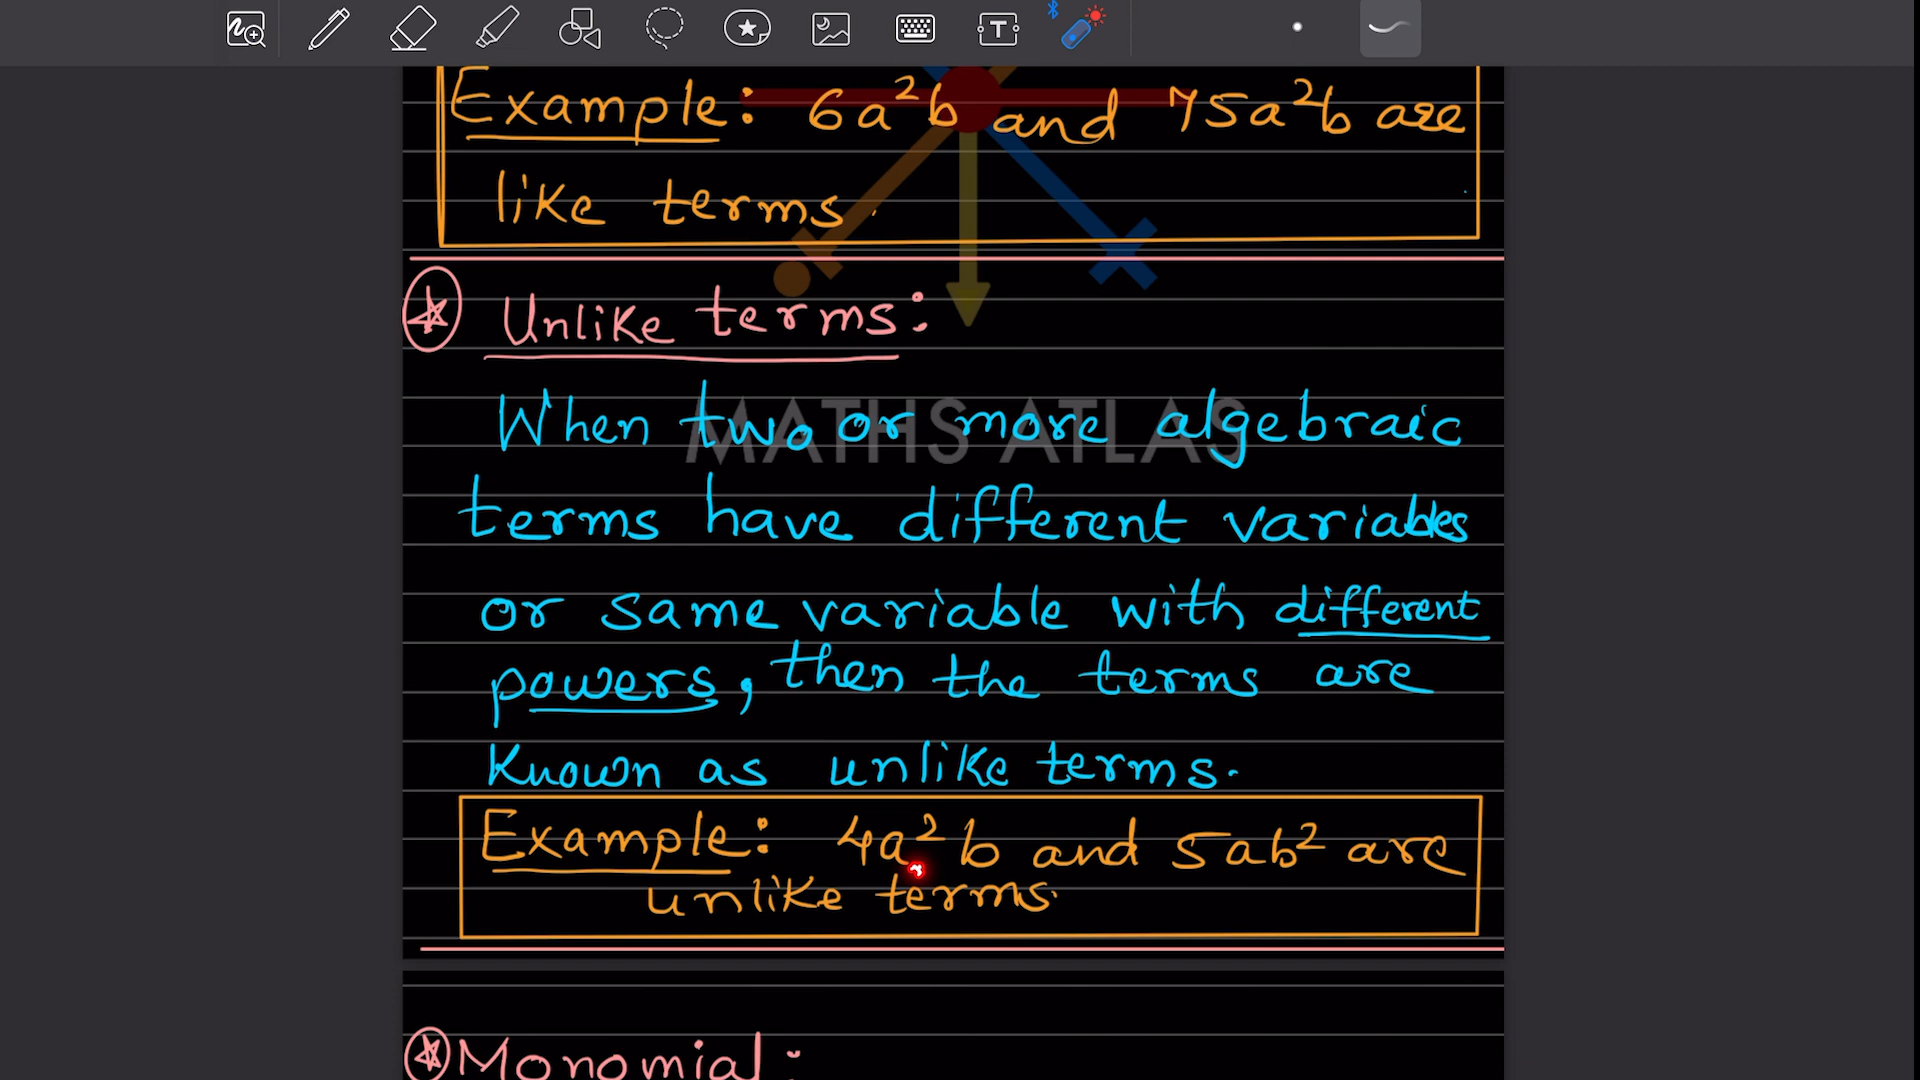 Example: 6a²b and 75a²b are
like terms.
Unlike terms:
MATHS ATLAS
When two or more algebraic
terms have different variables
or same variable with different
powers, then the terms are
known as unlike terms.
Example: 4a²b and 5ab² are
unlike terms.
Monomial: